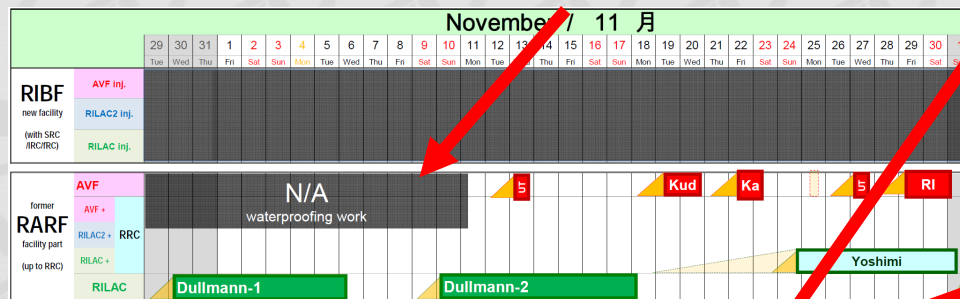 November / 11 月
29 30 31 1 2 3 4 5 6 7 8 9 10 11 12 13 14 15 16 17 18 19 20 21 22 23 24 25 26 27 28 29 30
Tue Wed Thu Fri Sat Sun Mon Tue Wed Thu Fri Sat Sun Mon Tue Fri Sat Sun Mon Tue Wed Thu Fri Sat Sun Mon Tue Wed Thu Fri Sat
RIBF
new facility
(with SRC
/IRC/fRC)
AVF inj.
RILAC2 inj.
RILAC inj.
former
RARF
facility part
(up to RRC)
AVF
AVF +
RILAC2 +
RRC
RILAC +
RILAC
N/A
waterproofing work
Kud
Ka
RI
Yoshimi
Dullmann-1
Dullmann-2